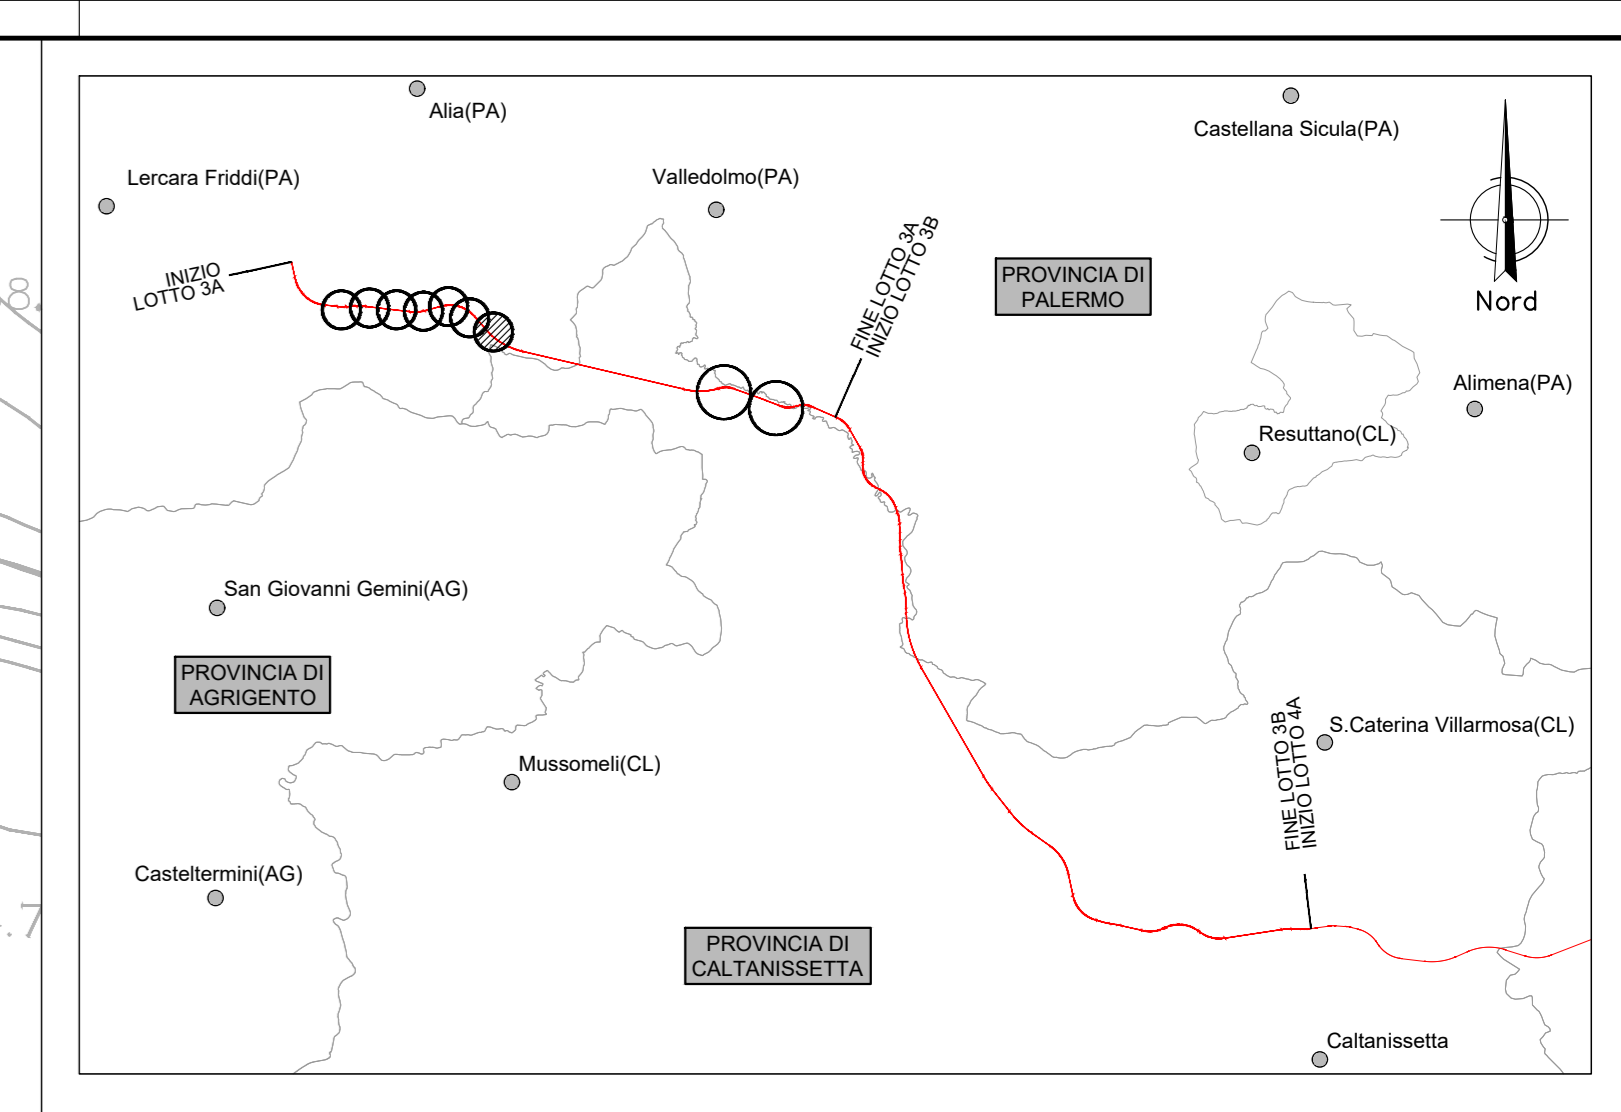 Alia(PA)
Castellana Sicula(PA)
Lercara Friddi(PA)
Valledolmo(PA)
INIZIO
LOTTO 3A
FINE LOTTO 3A
INIZIO LOTTO 3B
PROVINCIA DI
PALERMO
Nord
8.
Alimena(PA)
Resuttano(CL)
San Giovanni Gemini(AG)
PROVINCIA DI
AGRIGENTO
FINE LOTTO 3B
INIZIO LOTTO 4A
S.Caterina Villarmosa(CL)
Mussomeli(CL)
Casteltermini(AG)
.7
PROVINCIA DI
CALTANISSETTA
Caltanissetta